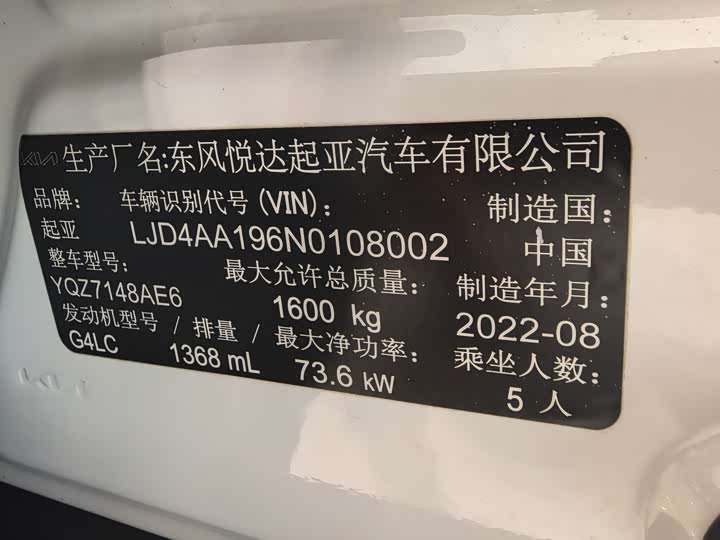 KIA 生产厂名:东风悦达起亚汽车有限公司
品牌: 车辆识别代号(VIN): 制造国:
起亚 LJD4AA196N0108002 中国
整车型号: 最大允许总质量: 制造年月:
YQZ7148AE6 1600 kg 2022-08
发动机型号 / 排量 / 最大净功率: 乘坐人数:
G4LC 1368 mL 73.6 kW 5 人